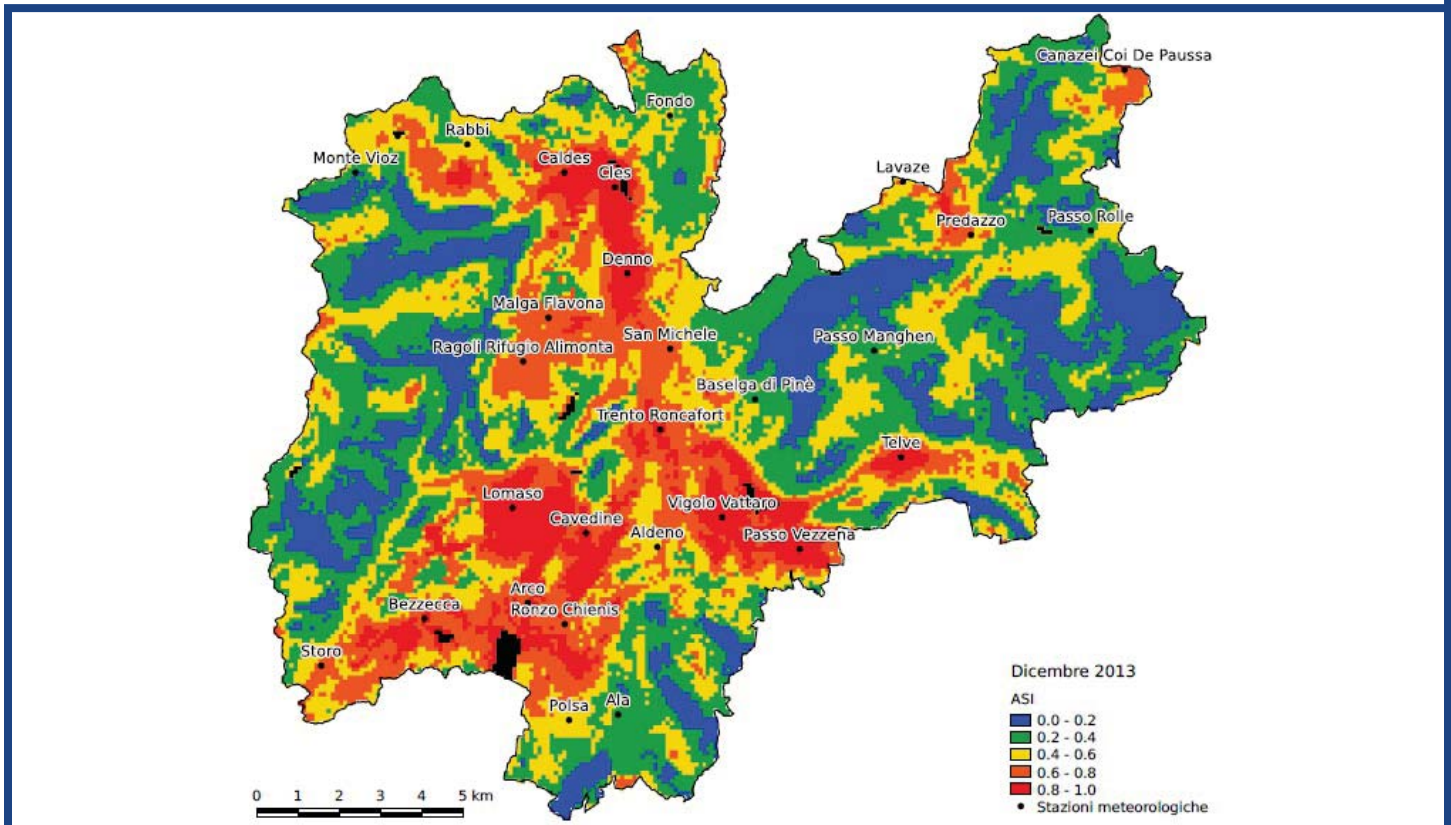 Canazei Coi De Paussa
Fondo
Rabbi
Monte Vioz
Caldes
Cles
Lavaze
Predazzo
Passo Rolle
Denno
Malga Flavona
San Michele
Passo Manghen
Ragoli Rifugio Alimonta
Baselga di Pinè
Trento Roncafort
Telve
Lomaso
Vigolo Vattaro
Cavedine
Aldeno
Passo Vezzena
Arco
Bezzecca
Ronzo Chienis
Storo
Polsa
Ala
Dicembre 2013
ASI
0.0 - 0.2
0.2 - 0.4
0.4 - 0.6
0.6 - 0.8
0.8 - 1.0
Stazioni meteorologiche
0 1 2 3 4 5 km